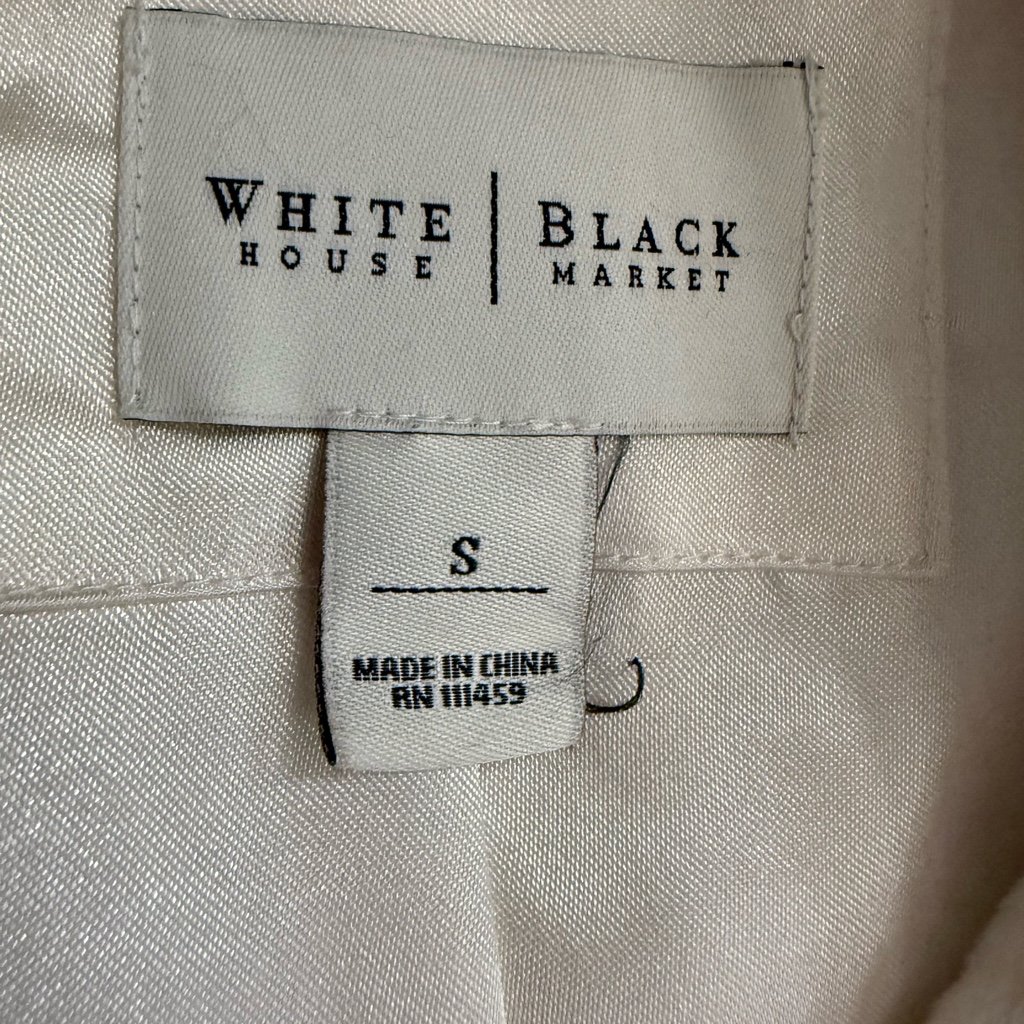 WHITE
HOUSE
BLACK
MARKET
S
MADE IN CHINA
RN 111459